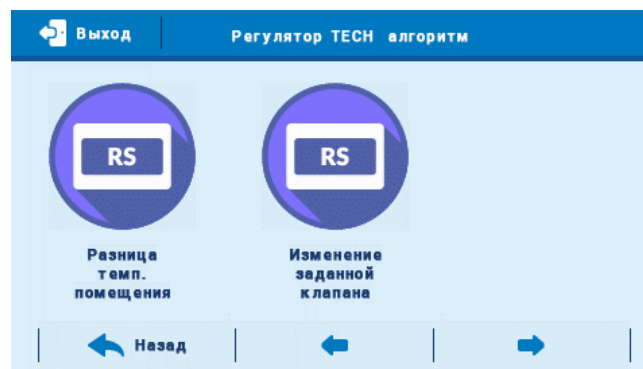 Выход
Регулятор TECH алгоритм
RS
RS
Разница
темп.
помещения
Изменение
заданной
клапана
Назад